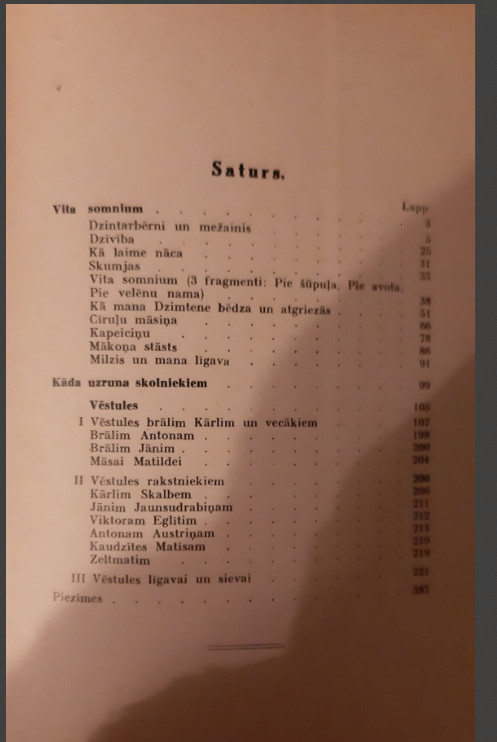 Saturs.
Lapp.
Vita somnium . . . . . . . . .
Dzintarbērni un mežainis . . . . . 3
Dzīvība . . . . . . . . 5
Kā laime nāca . . . . . . . 25
Skumjas . . . . . . . . 31
Vita somnium (3 fragmenti: Pie šūpuļa, Pie avota, 33
Pie velēnu nama)
Kā mana Dzimtene bēdza un atgriezās . . . . 38
Cīruļu māsiņa . . . . . . . 51
Kapeiciņu . . . . . . . . 66
Mākoņa stāsts . . . . . . . 78
Milzis un mana līgava . . . . . . 86
91
Kāda uzruna skolniekiem . . . . . . 99
Vēstules . . . . . . . . 105
I Vēstules brālim Kārlim un vecākiem . . . 107
Brālim Antonam . . . . . . . 198
Brālim Jānim . . . . . . . . 200
Māsai Matildei . . . . . . . 204
II Vēstules rakstniekiem . . . . . . 206
Kārlim Skalbem . . . . . . . 206
Jānim Jaunsudrabiņam . . . . . . 211
Viktoram Eglītim . . . . . . . 212
Antonam Austriņam . . . . . . 214
Kaudzītes Matīsam . . . . . . 219
Zeltmatim . . . . . . . . 219
III Vēstules līgavai un sievai . . . . . 221
Piezīmes . . . . . . . . . . 387